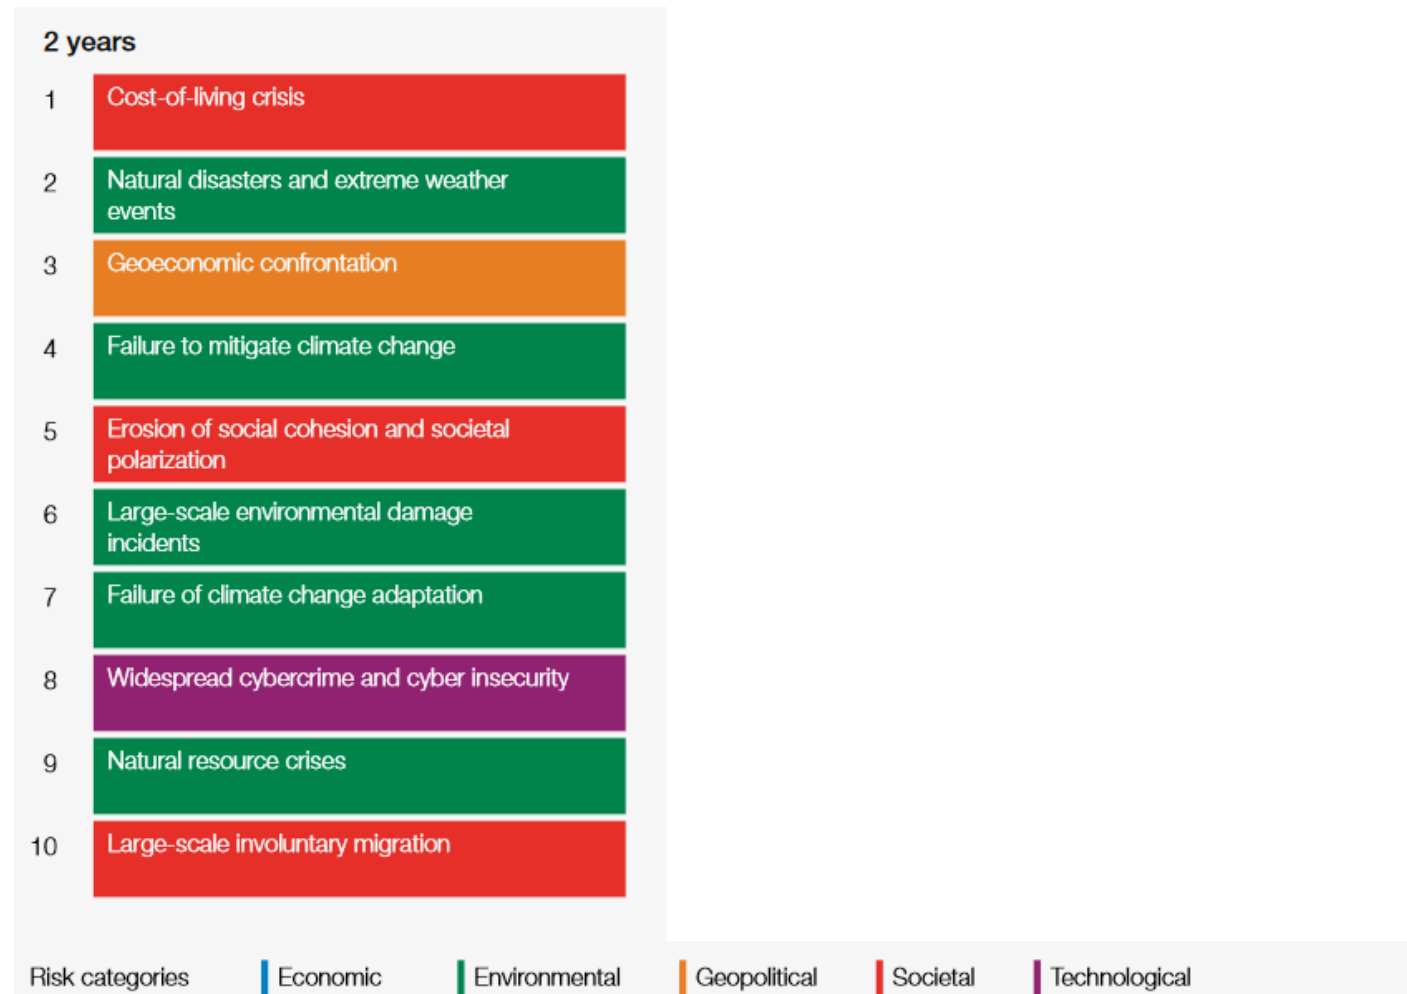 2 years
1 Cost-of-living crisis
2 Natural disasters and extreme weather
events
3 Geoeconomic confrontation
4 Failure to mitigate climate change
5 Erosion of social cohesion and societal
polarization
6 Large-scale environmental damage
incidents
7 Failure of climate change adaptation
8 Widespread cybercrime and cyber insecurity
9 Natural resource crises
10 Large-scale involuntary migration
Risk categories Economic Environmental Geopolitical Societal Technological